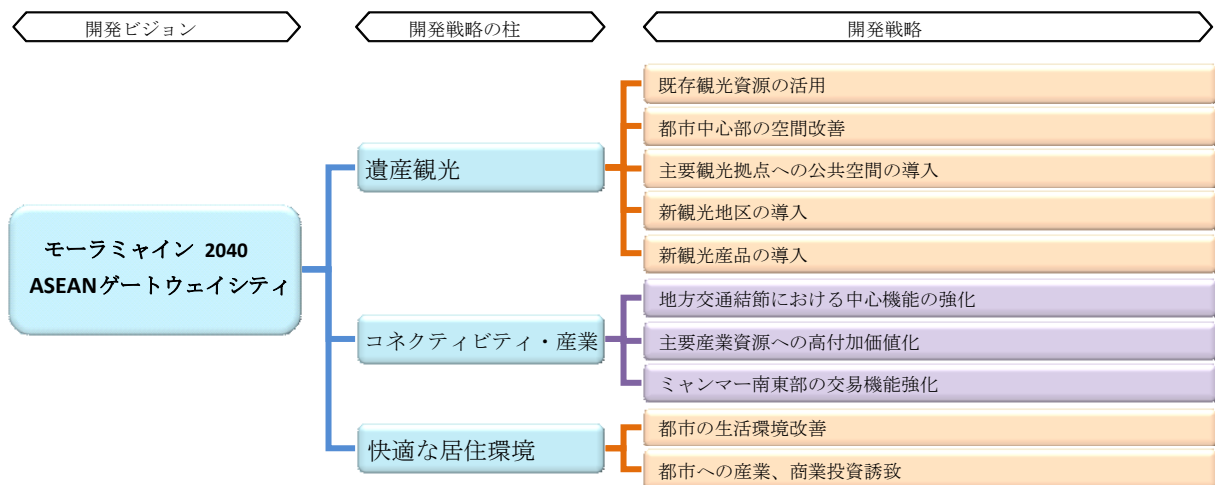 開発ビジョン
開発戦略の柱
開発戦略
モーラミャイン 2040
ASEANゲートウェイシティ
遺産観光
既存観光資源の活用
都市中心部の空間改善
主要観光拠点への公共空間の導入
新観光地区の導入
新観光産品の導入
コネクティビティ・産業
地方交通結節における中心機能の強化
主要産業資源への高付加価値化
ミャンマー南東部の交易機能強化
快適な居住環境
都市の生活環境改善
都市への産業、商業投資誘致